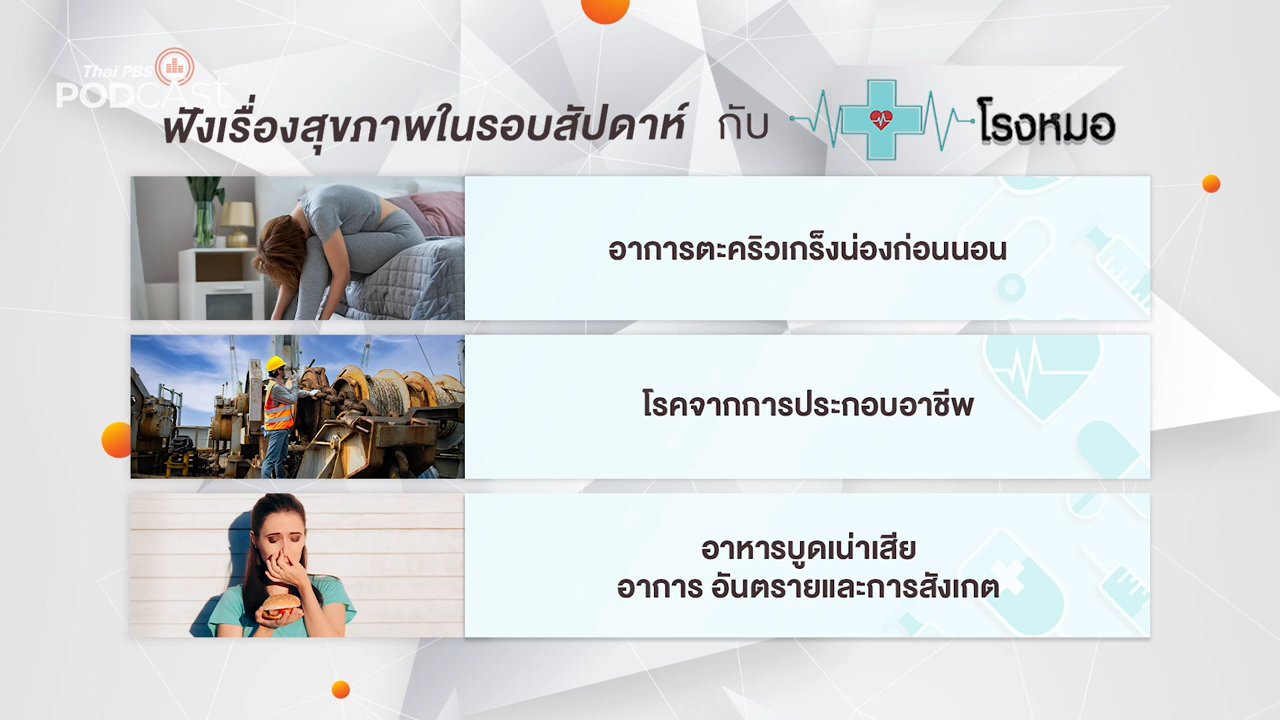 Thai PBS
PODCAST
ฟังเรื่องสุขภาพในรอบสัปดาห์ กับ โรงหมอ
อาการตะคริวเกร็งน่องก่อนนอน
โรคจากการประกอบอาชีพ
อาหารบูดเน่าเสีย
อาการ อันตรายและการสังเกต